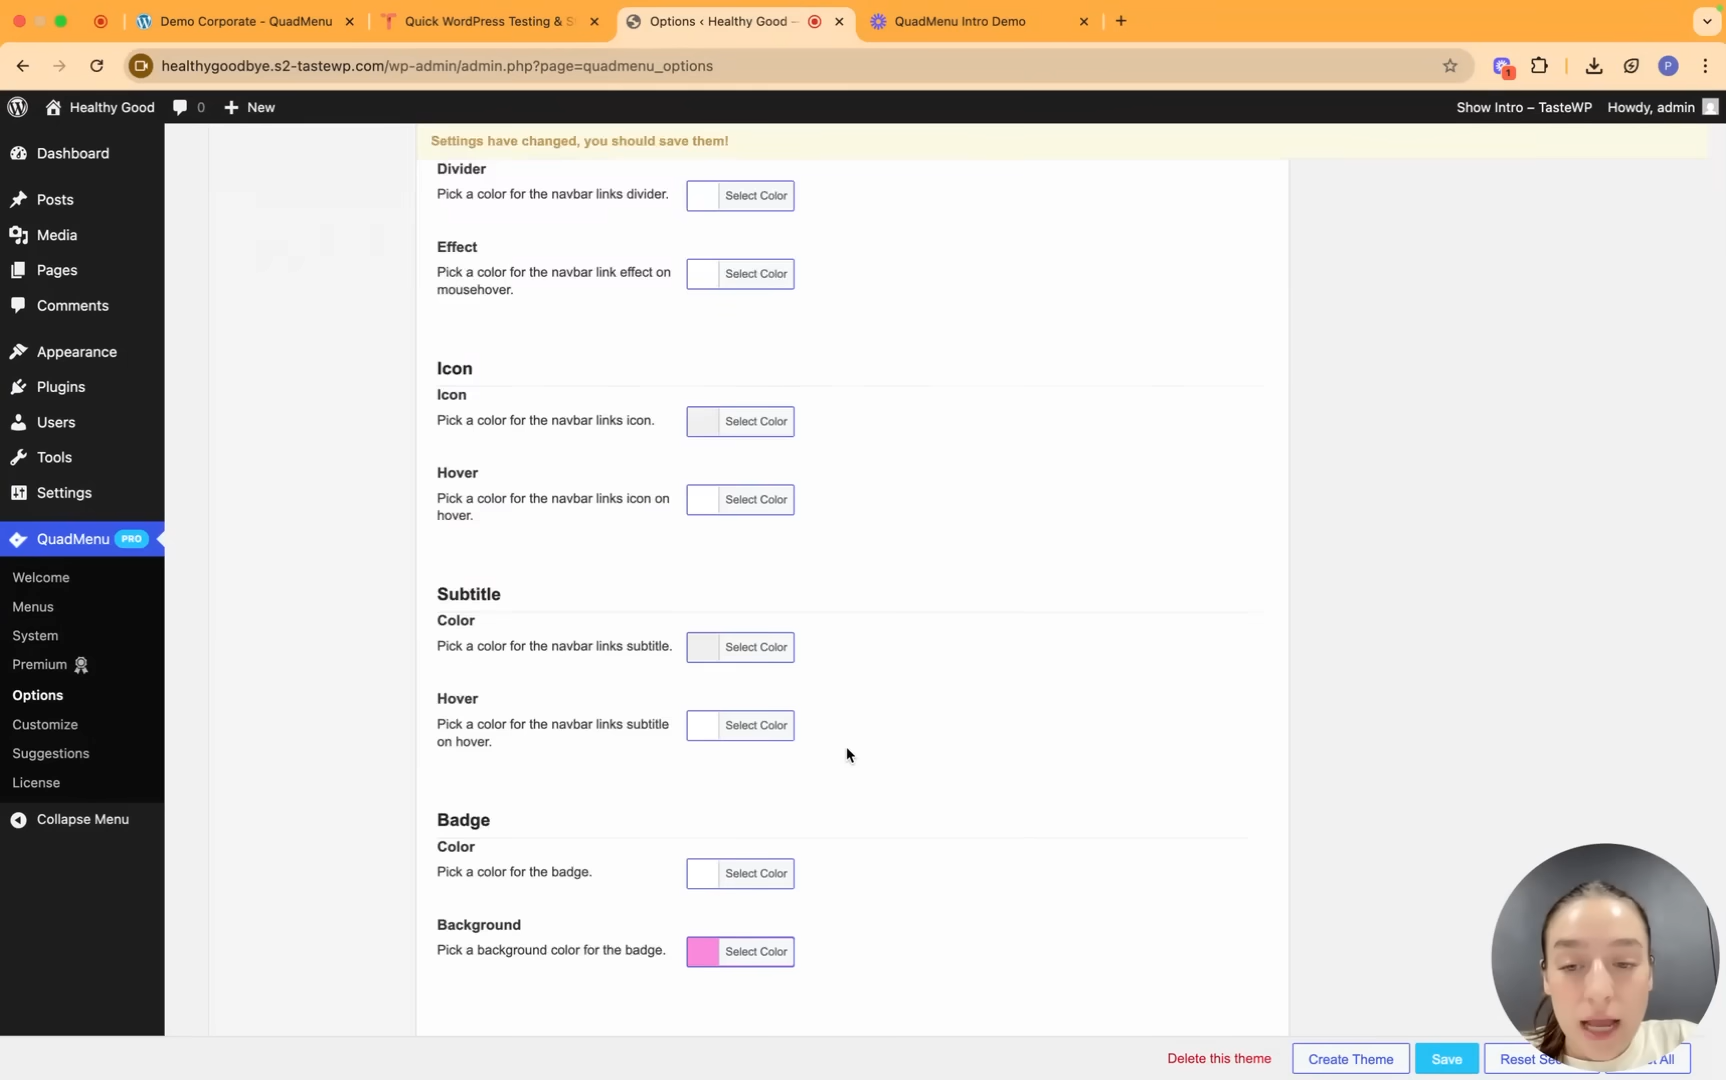 Demo Corporate - QuadMenu
Quick WordPress Testing & S
Options ‹ Healthy Good –
QuadMenu Intro Demo
healthygoodbye.s2-tastewp.com/wp-admin/admin.php?page=quadmenu_options
1
P
Healthy Good
0
New
Show Intro – TasteWP
Howdy, admin
Dashboard
Posts
Media
Pages
Comments
Appearance
Plugins
Users
Tools
Settings
QuadMenu PRO
Welcome
Menus
System
Premium
Options
Customize
Suggestions
License
Collapse Menu
Settings have changed, you should save them!
Divider
Pick a color for the navbar links divider.
Select Color
Effect
Pick a color for the navbar link effect on
mousehover.
Select Color
Icon
Icon
Pick a color for the navbar links icon.
Select Color
Hover
Pick a color for the navbar links icon on
hover.
Select Color
Subtitle
Color
Pick a color for the navbar links subtitle.
Select Color
Hover
Pick a color for the navbar links subtitle
on hover.
Select Color
Badge
Color
Pick a color for the badge.
Select Color
Background
Pick a background color for the badge.
Select Color
Delete this theme
Create Theme
Save
Reset
All